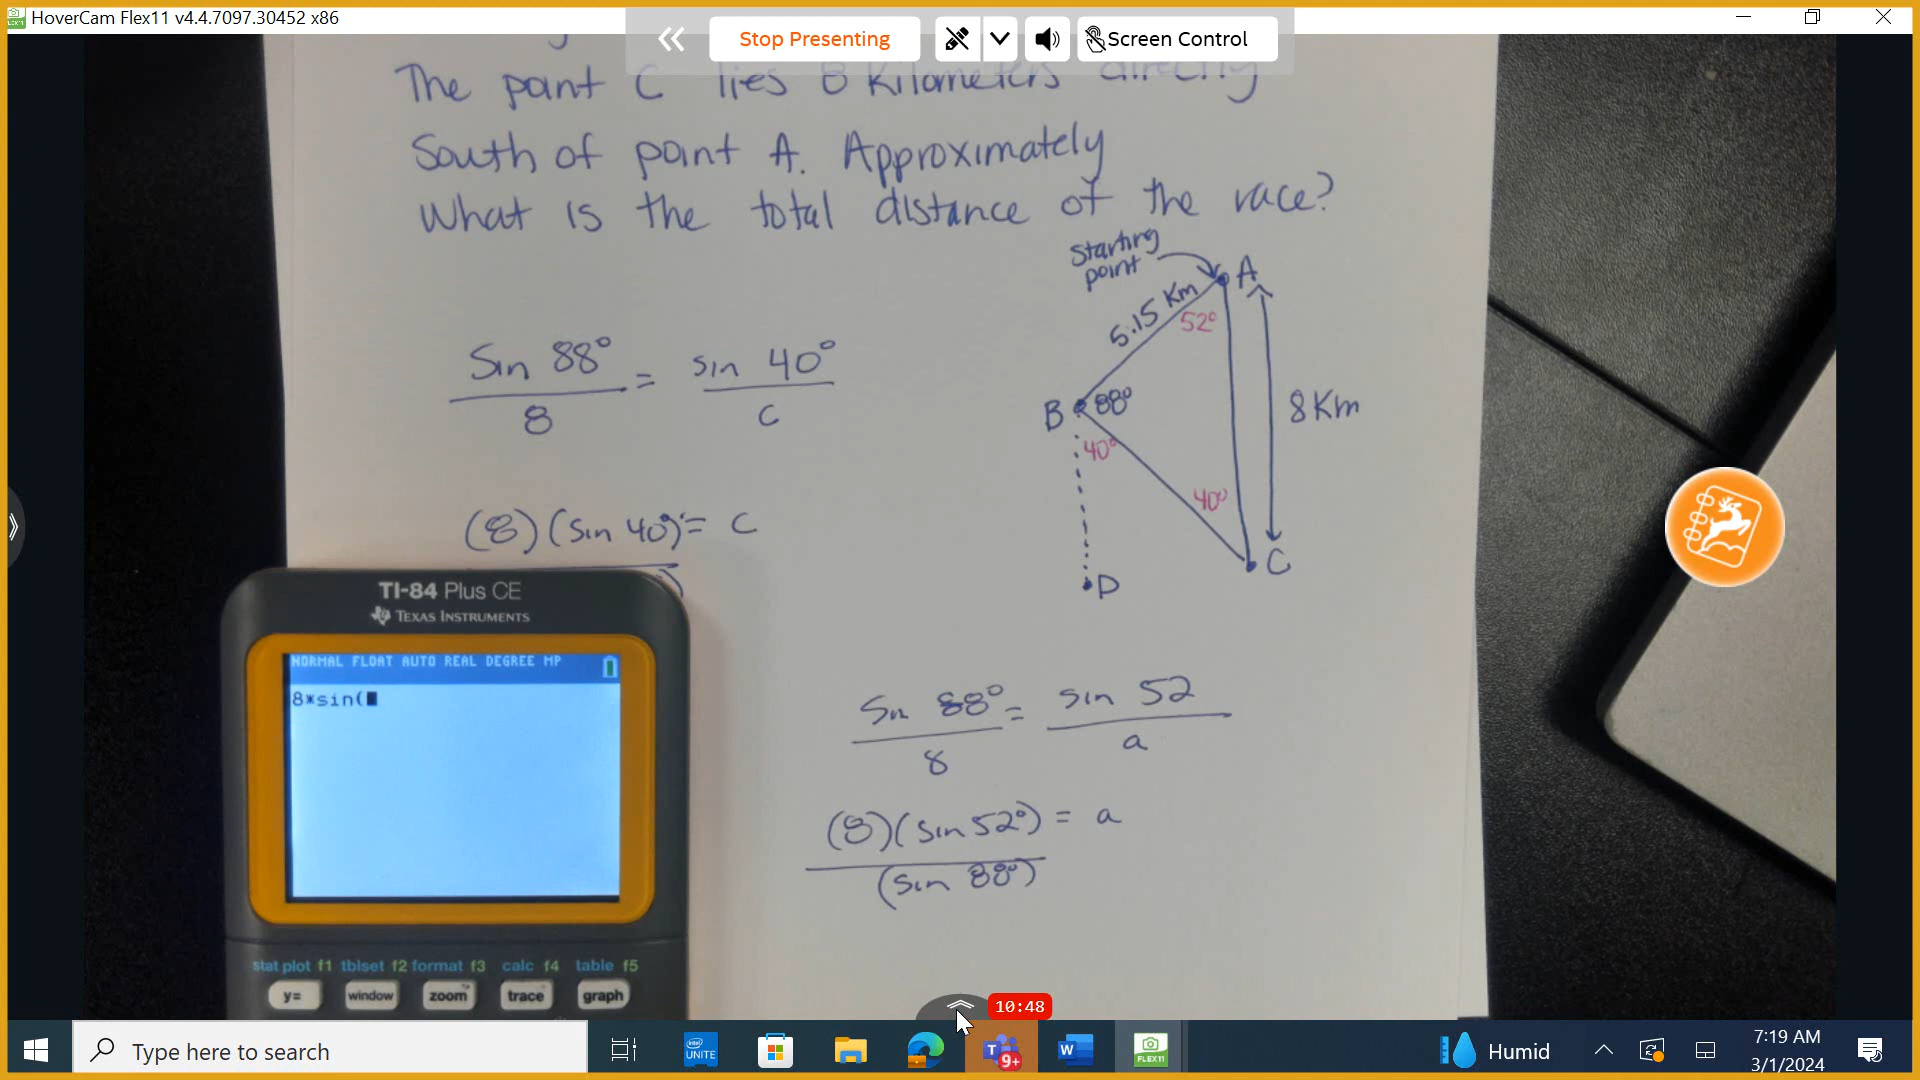 HoverCam Flex11 v4.4.7097.30452 x86
Stop Presenting
Screen Control
The point C lies 8 Kilometers directly
South of point A. Approximately
What is the total distance of the race?
Starting
point
A
5.15 Km
52°
B
88°
8 Km
40°
40°
C
D
Sin 88° = sin 40°
8 c
(8)(sin 40°) = c
)
Sin 88° = sin 52
8 a
(8)(sin 52°) = a
(sin 88°)
TI-84 Plus CE
TEXAS INSTRUMENTS
NORMAL FLOAT AUTO REAL DEGREE MP
8*sin(
stat plot f1 tblset f2 format f3 calc f4 table f5
y= window zoom trace graph
FLEX11
10:48
Type here to search
intel
UNITE
9+
W
FLEX11
Humid
7:19 AM
3/1/2024